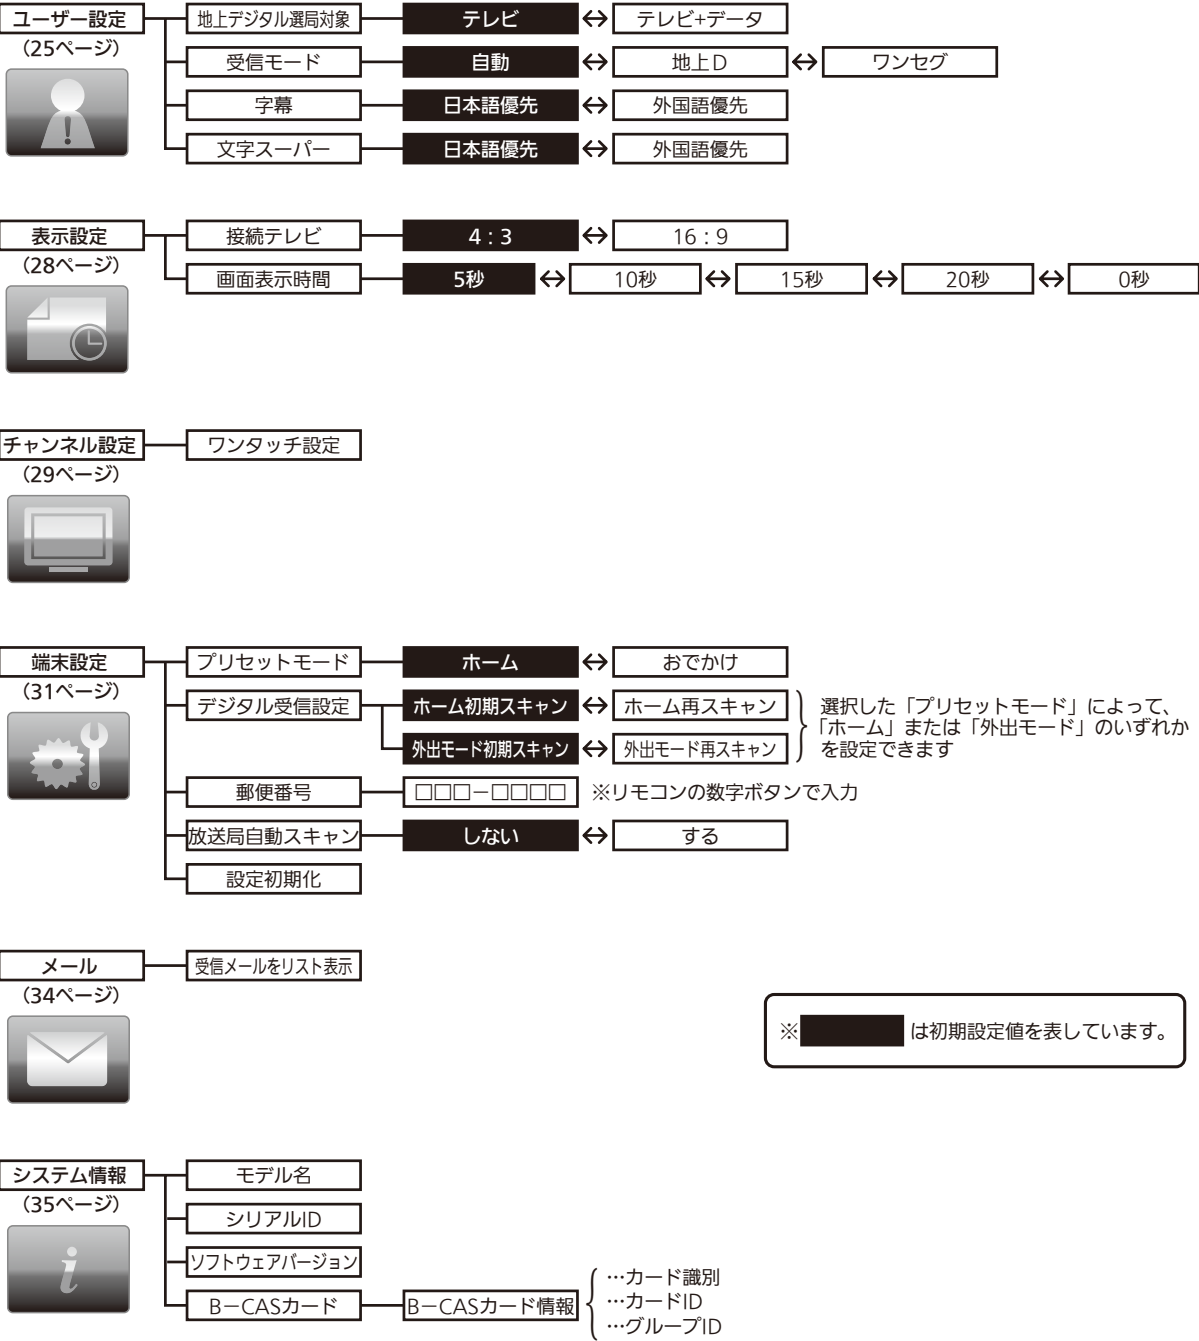 ユーザー設定 地上デジタル選局対象 テレビ テレビ+データ
（25ページ） 受信モード 自動 地上D ワンセグ
字幕 日本語優先 外国語優先
文字スーパー 日本語優先 外国語優先
表示設定 接続テレビ 4：3 16：9
（28ページ） 画面表示時間 5秒 10秒 15秒 20秒 0秒
チャンネル設定 ワンタッチ設定
（29ページ）
端末設定 プリセットモード ホーム おでかけ
（31ページ） デジタル受信設定 ホーム初期スキャン ホーム再スキャン
外出モード初期スキャン 外出モード再スキャン
選択した「プリセットモード」によって、
「ホーム」または「外出モード」のいずれか
を設定できます
郵便番号 □□□－□□□□ ※リモコンの数字ボタンで入力
放送局自動スキャン しない する
設定初期化
メール 受信メールをリスト表示
（34ページ）
※ は初期設定値を表しています。
システム情報 モデル名
（35ページ） シリアルID
ソフトウェアバージョン
B－CASカード B－CASカード情報
…カード識別
…カードID
…グループID